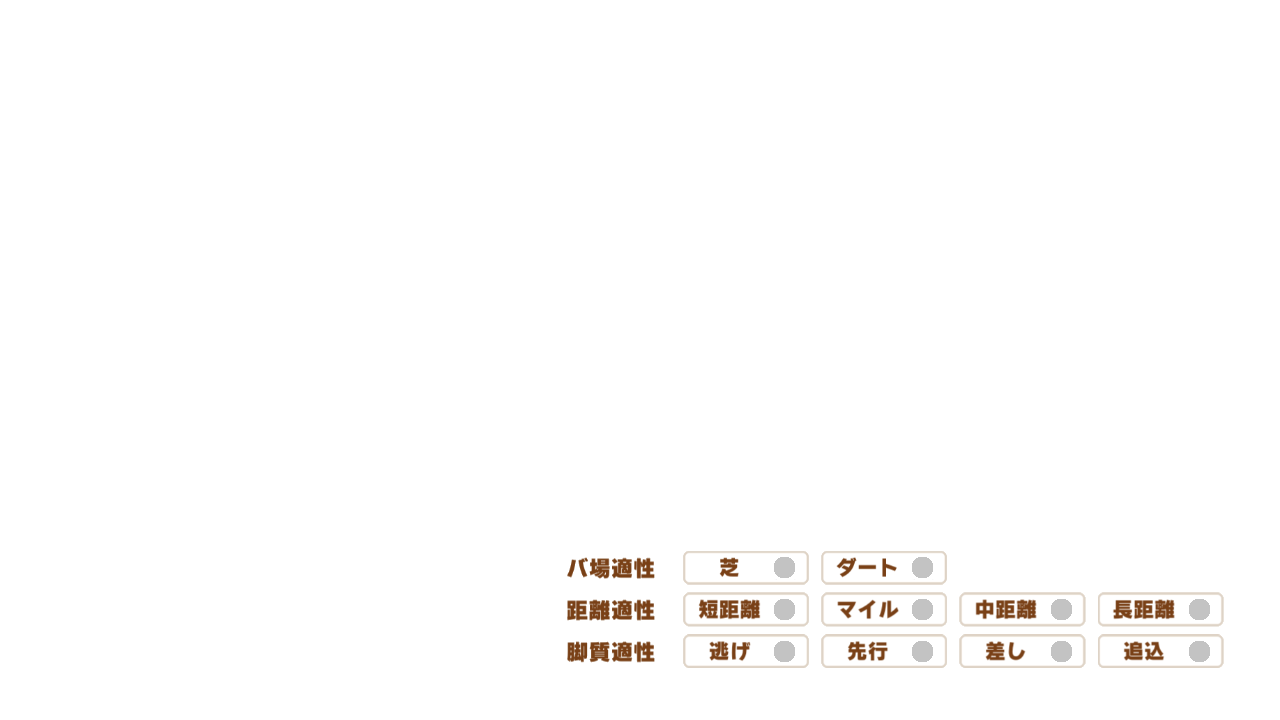 バ場適性 芝 ダート
距離適性 短距離 マイル 中距離 長距離
脚質適性 逃げ 先行 差し 追込